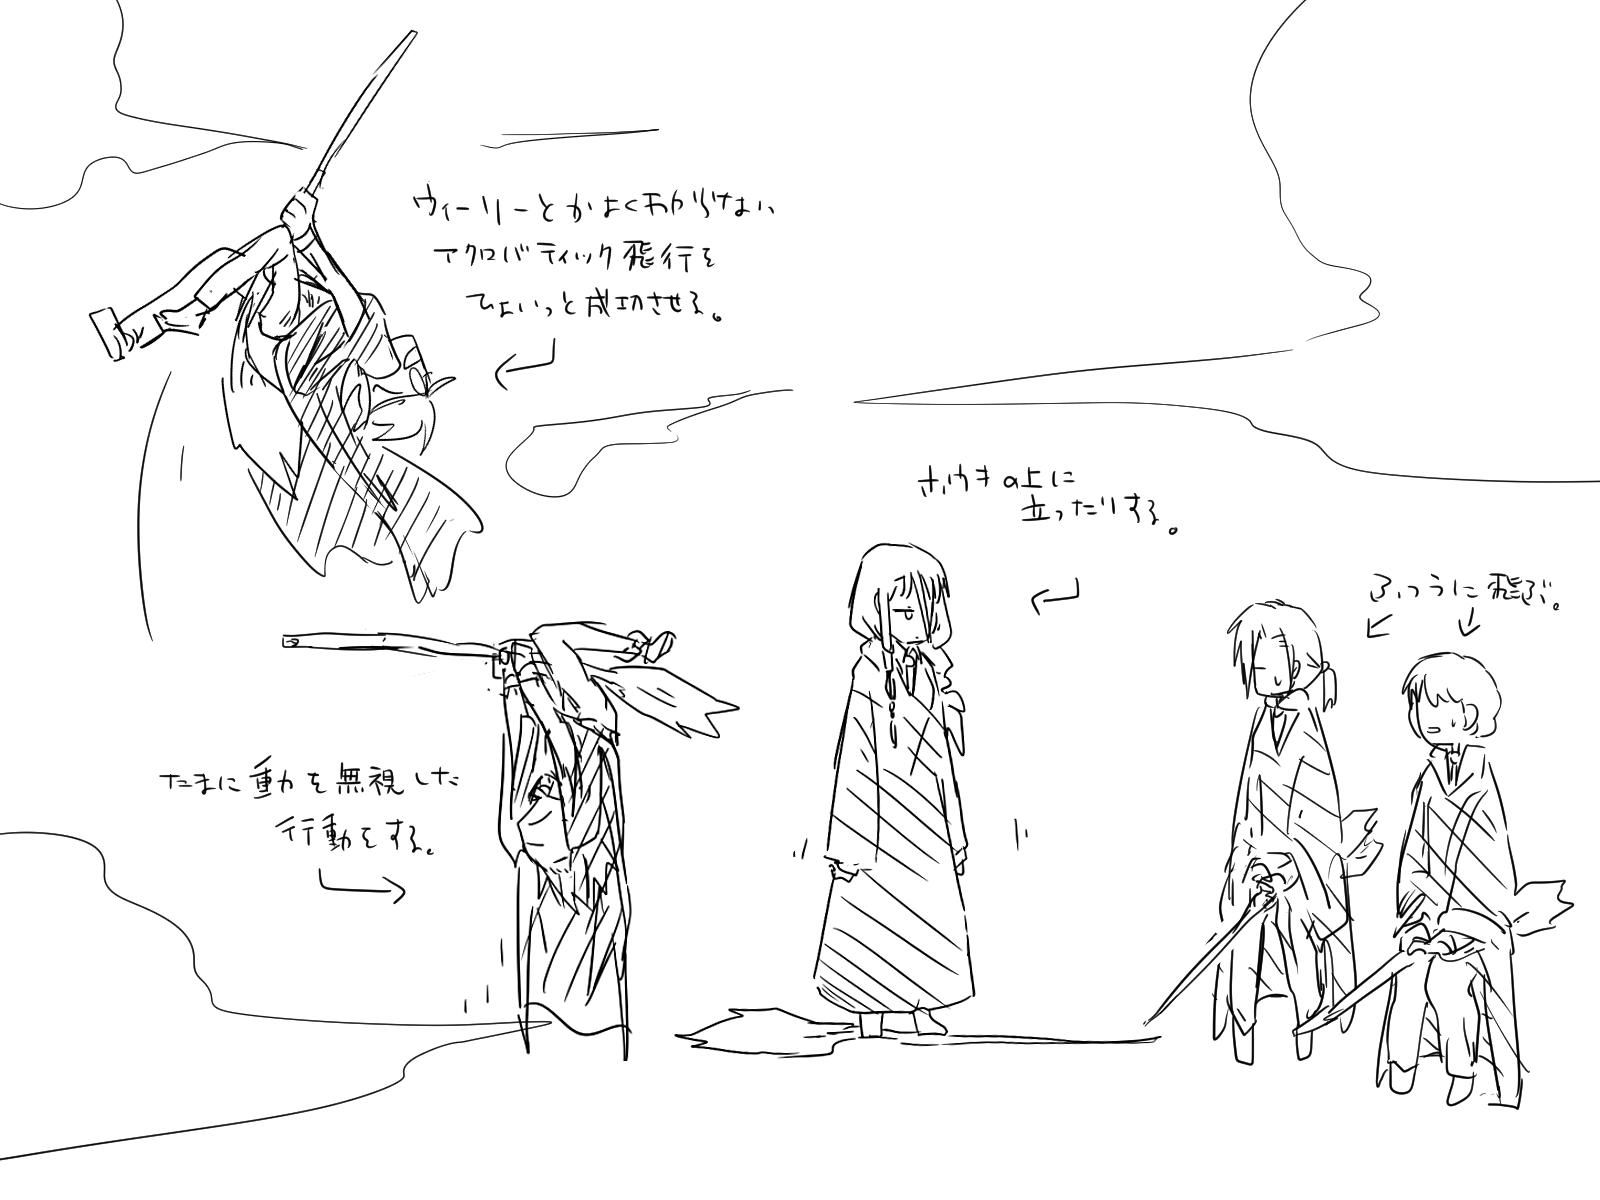 ウィーリーとかよくわからない
アクロバティック飛行を
ひょいっと成功させる。
ほうきの上に
立ったりする。
ふつうに飛ぶ。
たまに重力を無視した
行動をする。